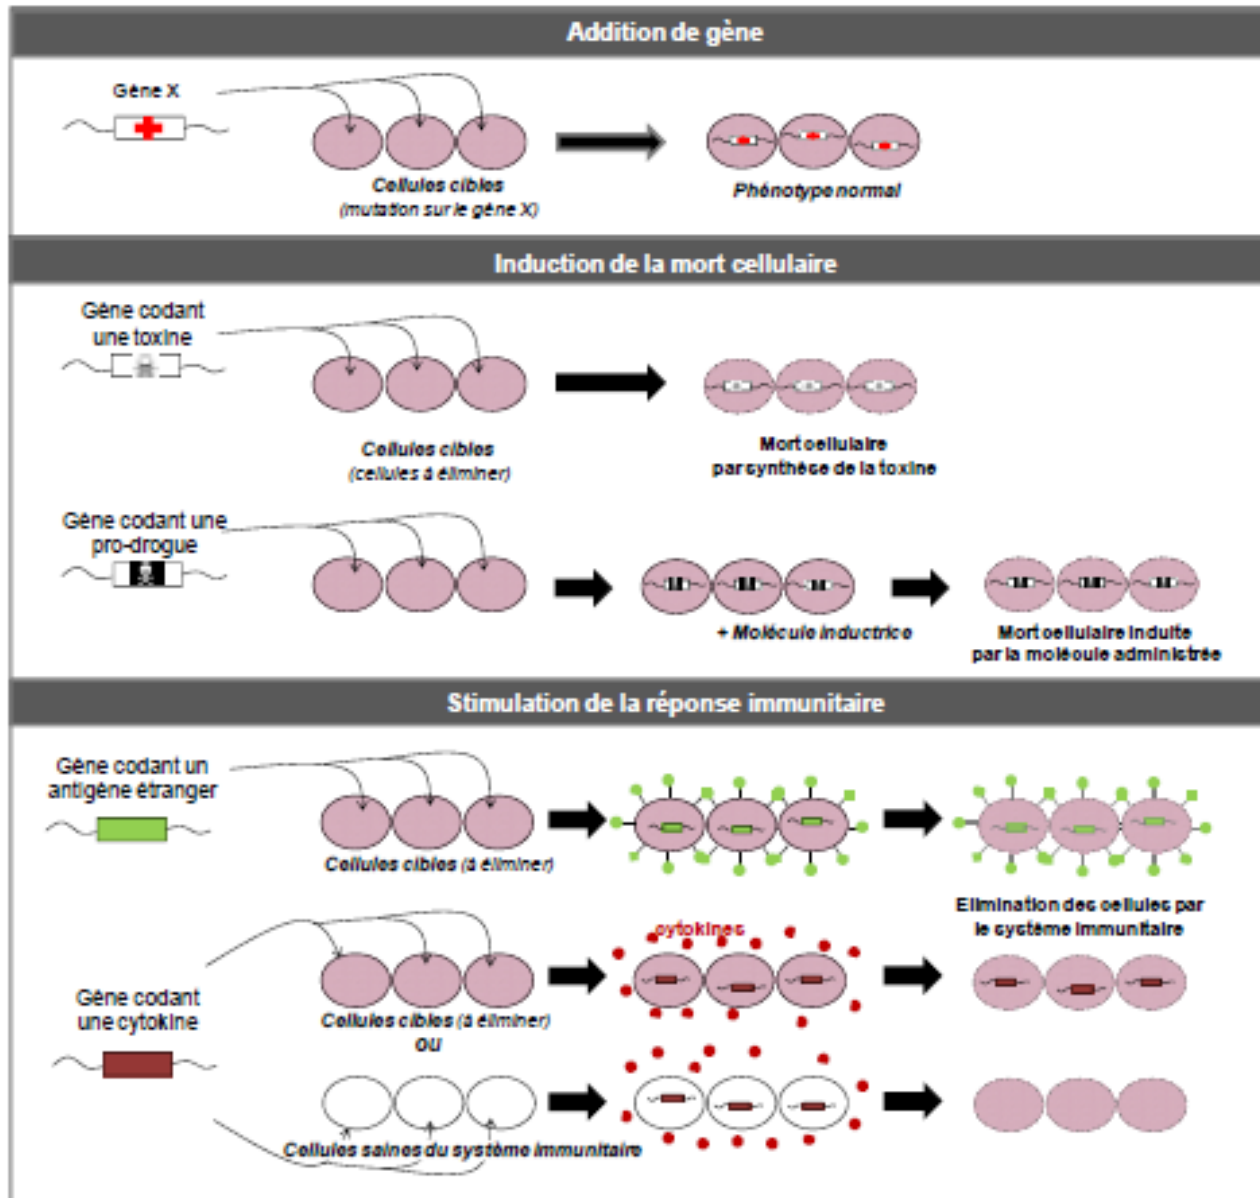 Addition de gène
Gène X
Cellules cibles
(mutation sur le gène X)
Phénotype normal
Induction de la mort cellulaire
Gène codant
une toxine
Cellules cibles
(cellules à éliminer)
Mort cellulaire
par synthèse de la toxine
Gène codant une
pro-drogue
+ Molécule inductrice
Mort cellulaire induite
par la molécule administrée
Stimulation de la réponse immunitaire
Gène codant un
antigène étranger
Cellules cibles (à éliminer)
Elimination des cellules par
le système immunitaire
Gène codant
une cytokine
cytokines
Cellules cibles (à éliminer)
ou
Cellules saines du système immunitaire